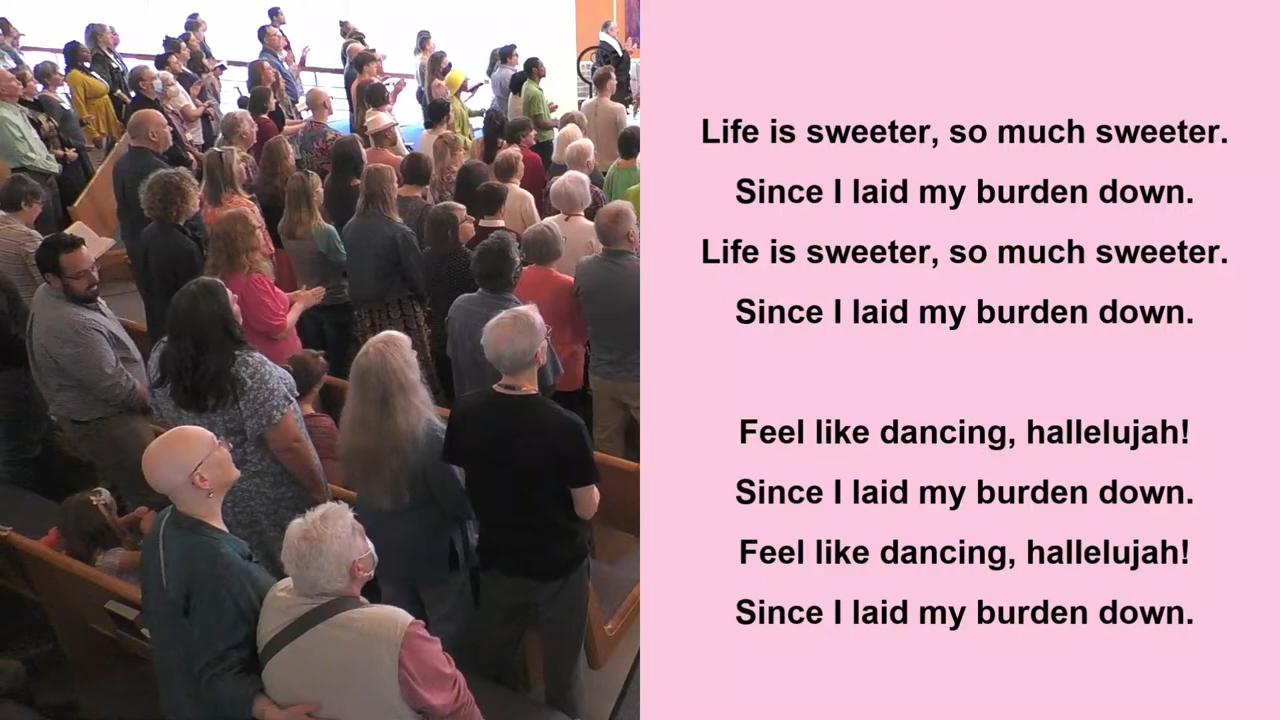 Life is sweeter, so much sweeter.
Since I laid my burden down.
Life is sweeter, so much sweeter.
Since I laid my burden down.
Feel like dancing, hallelujah!
Since I laid my burden down.
Feel like dancing, hallelujah!
Since I laid my burden down.